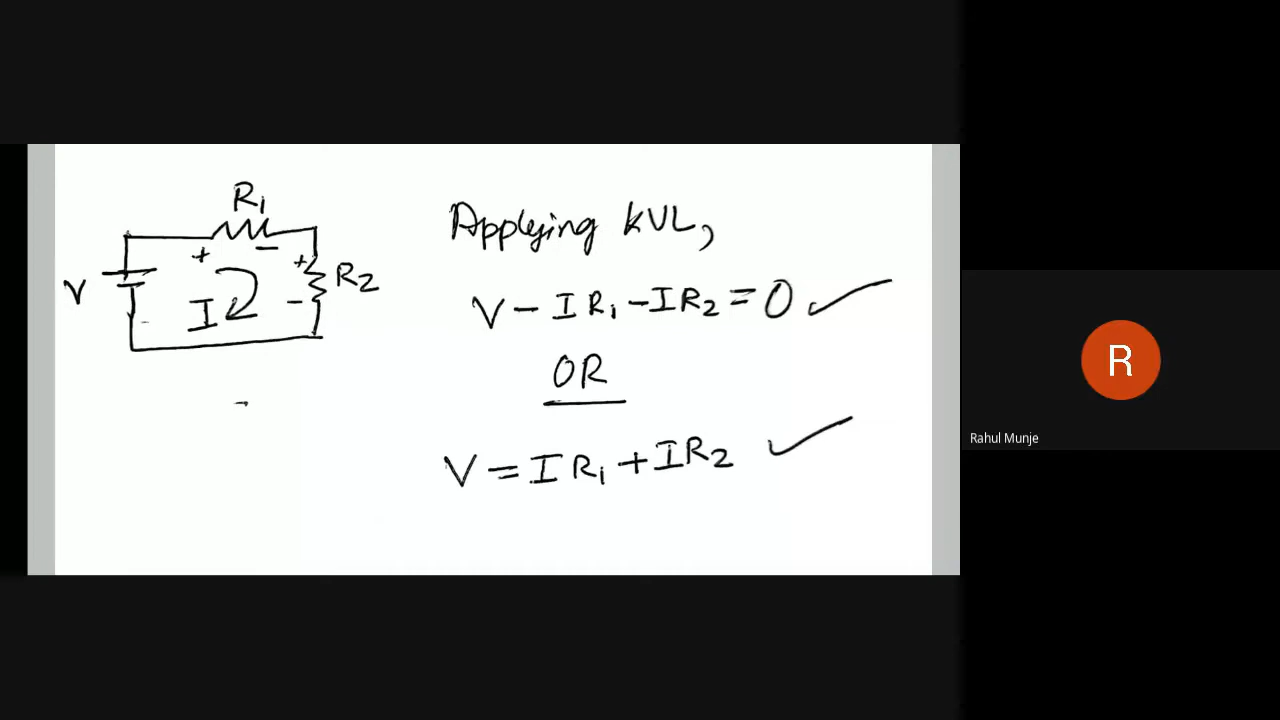 R1
+ −
V
I
+
−
R2
Applying KVL,
V − IR1 − IR2 = 0 ✓
OR
V = IR1 + IR2 ✓
R
Rahul Munje